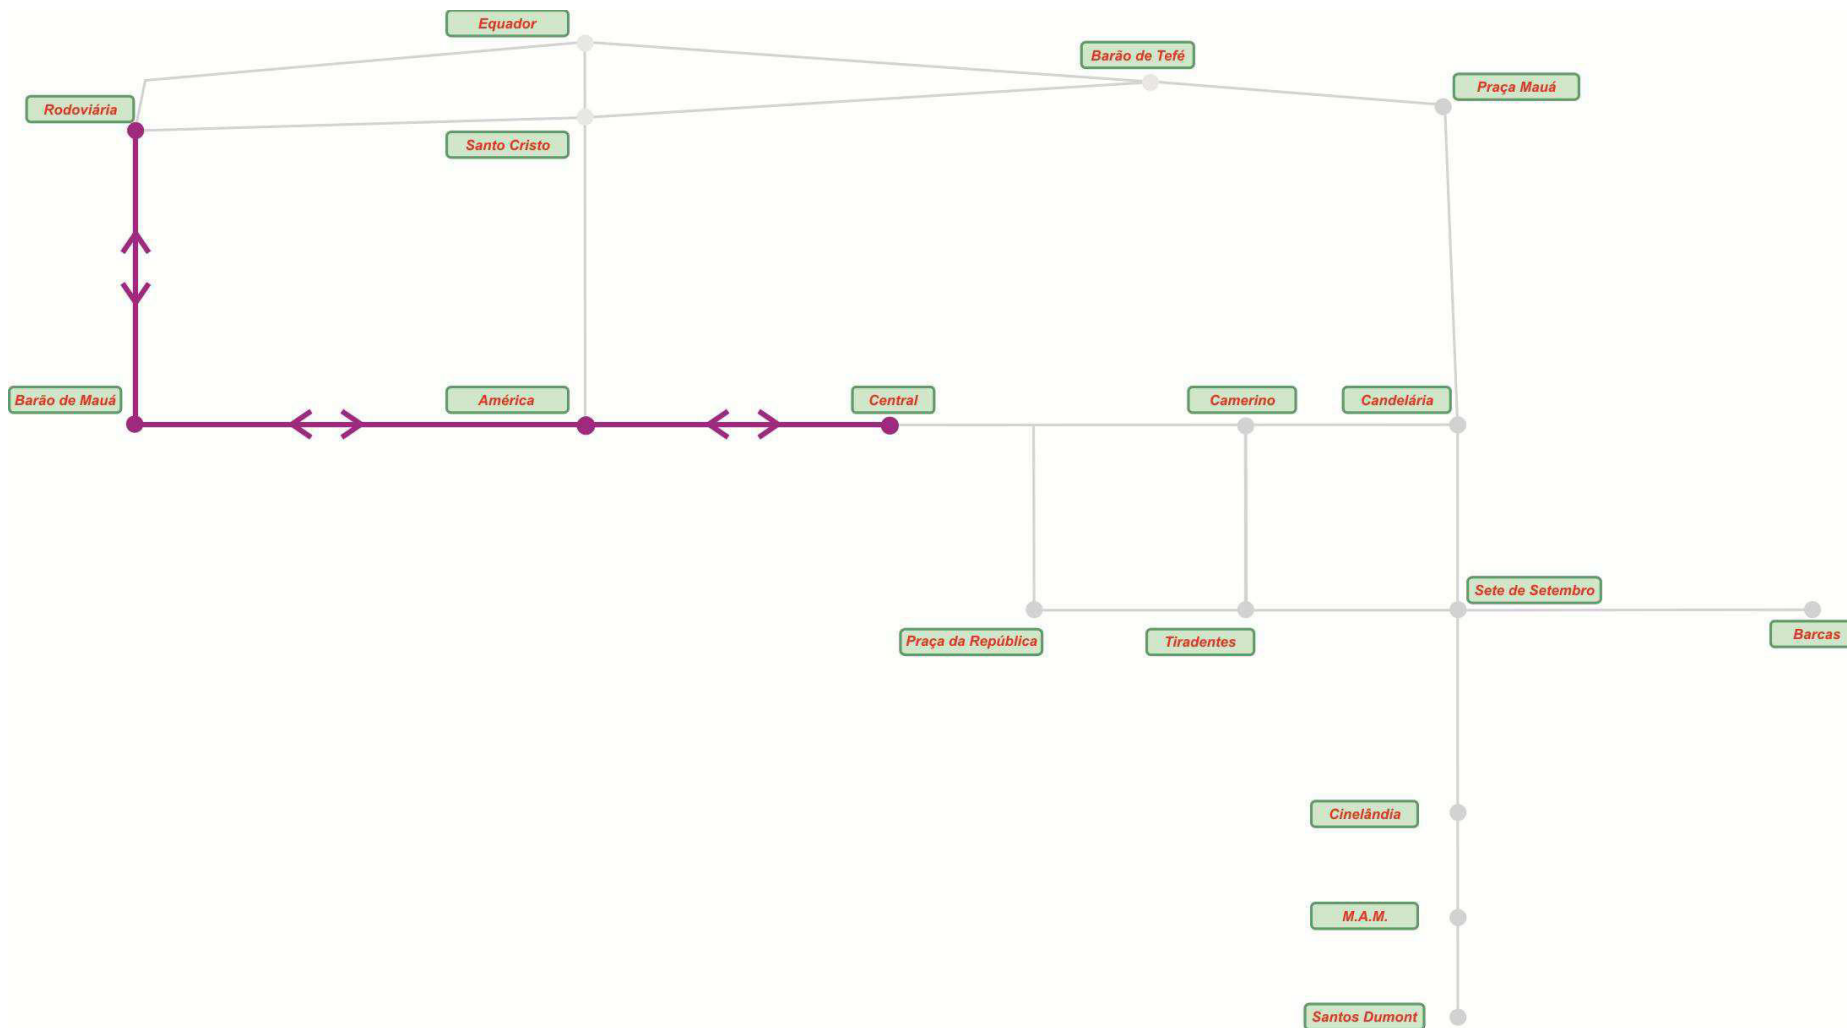 Equador
Barão de Tefé
Praça Mauá
Rodoviária
Santo Cristo
Barão de Mauá
América
Central
Camerino
Candelária
Sete de Setembro
Praça da República
Tiradentes
Barcas
Cinelândia
M.A.M.
Santos Dumont